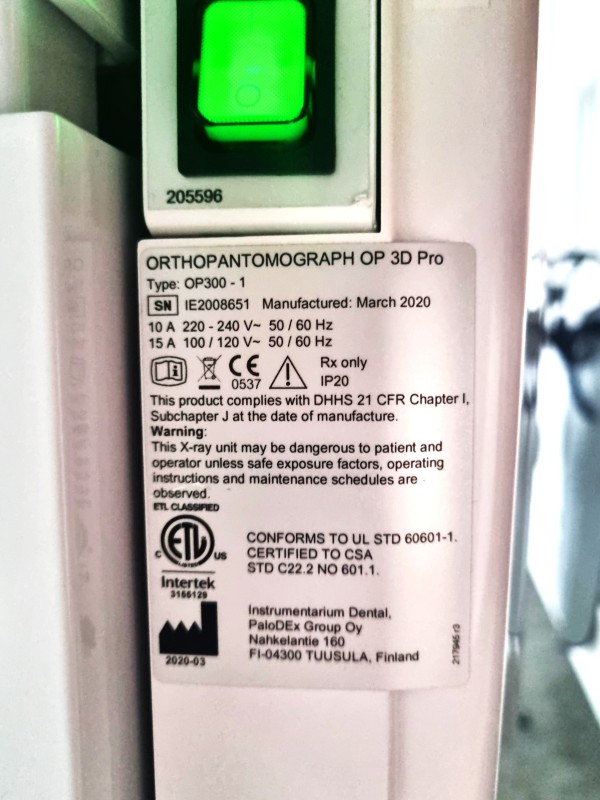 205596
ORTHOPANTOMOGRAPH OP 3D Pro
Type: OP300 - 1
SN IE2008651 Manufactured: March 2020
10 A 220 - 240 V~ 50 / 60 Hz
15 A 100 / 120 V~ 50 / 60 Hz
CE Rx only
0537 IP20
This product complies with DHHS 21 CFR Chapter I,
Subchapter J at the date of manufacture.
Warning:
This X-ray unit may be dangerous to patient and
operator unless safe exposure factors, operating
instructions and maintenance schedules are
observed.
ETL CLASSIFIED
C ETL US
Intertek
3155129
CONFORMS TO UL STD 60601-1.
CERTIFIED TO CSA
STD C22.2 NO 601.1.
Instrumentarium Dental,
PaloDEx Group Oy
Nahkelantie 160
FI-04300 TUUSULA, Finland
2020-03
217946 r3